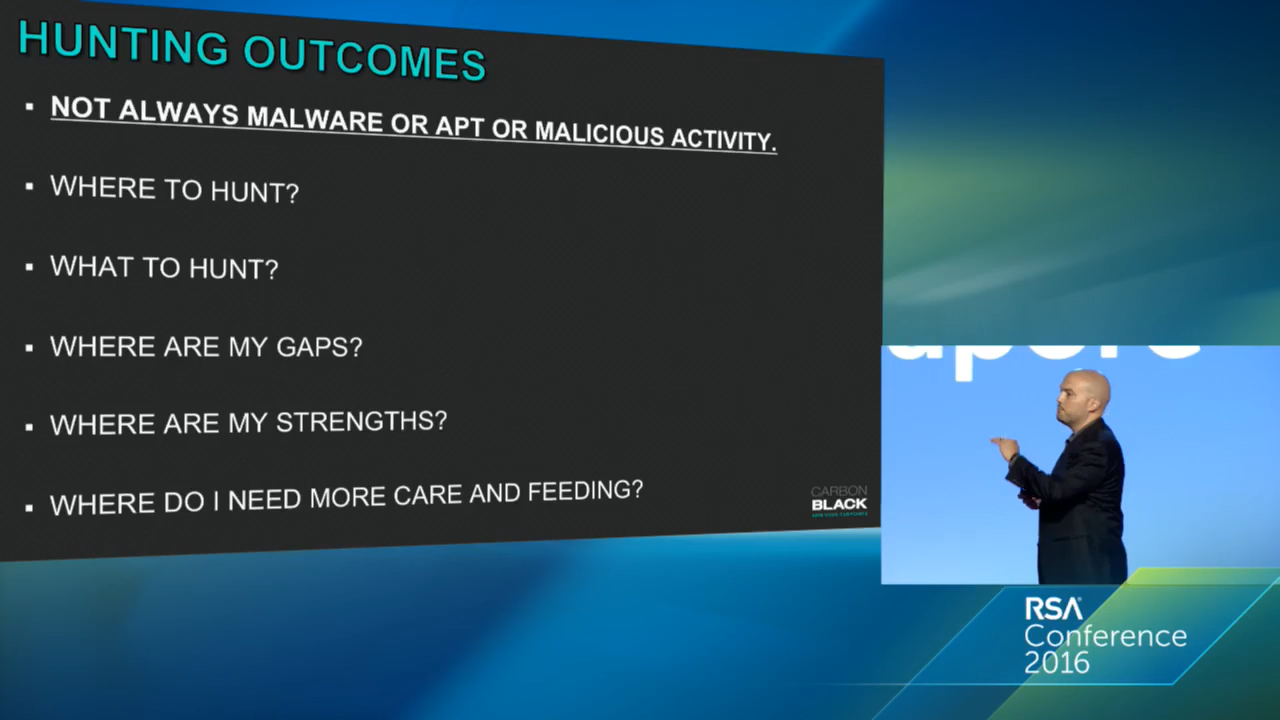 HUNTING OUTCOMES
▪ NOT ALWAYS MALWARE OR APT OR MALICIOUS ACTIVITY.
▪ WHERE TO HUNT?
▪ WHAT TO HUNT?
▪ WHERE ARE MY GAPS?
▪ WHERE ARE MY STRENGTHS?
▪ WHERE DO I NEED MORE CARE AND FEEDING?
CARBON
BLACK
RSA
Conference
2016